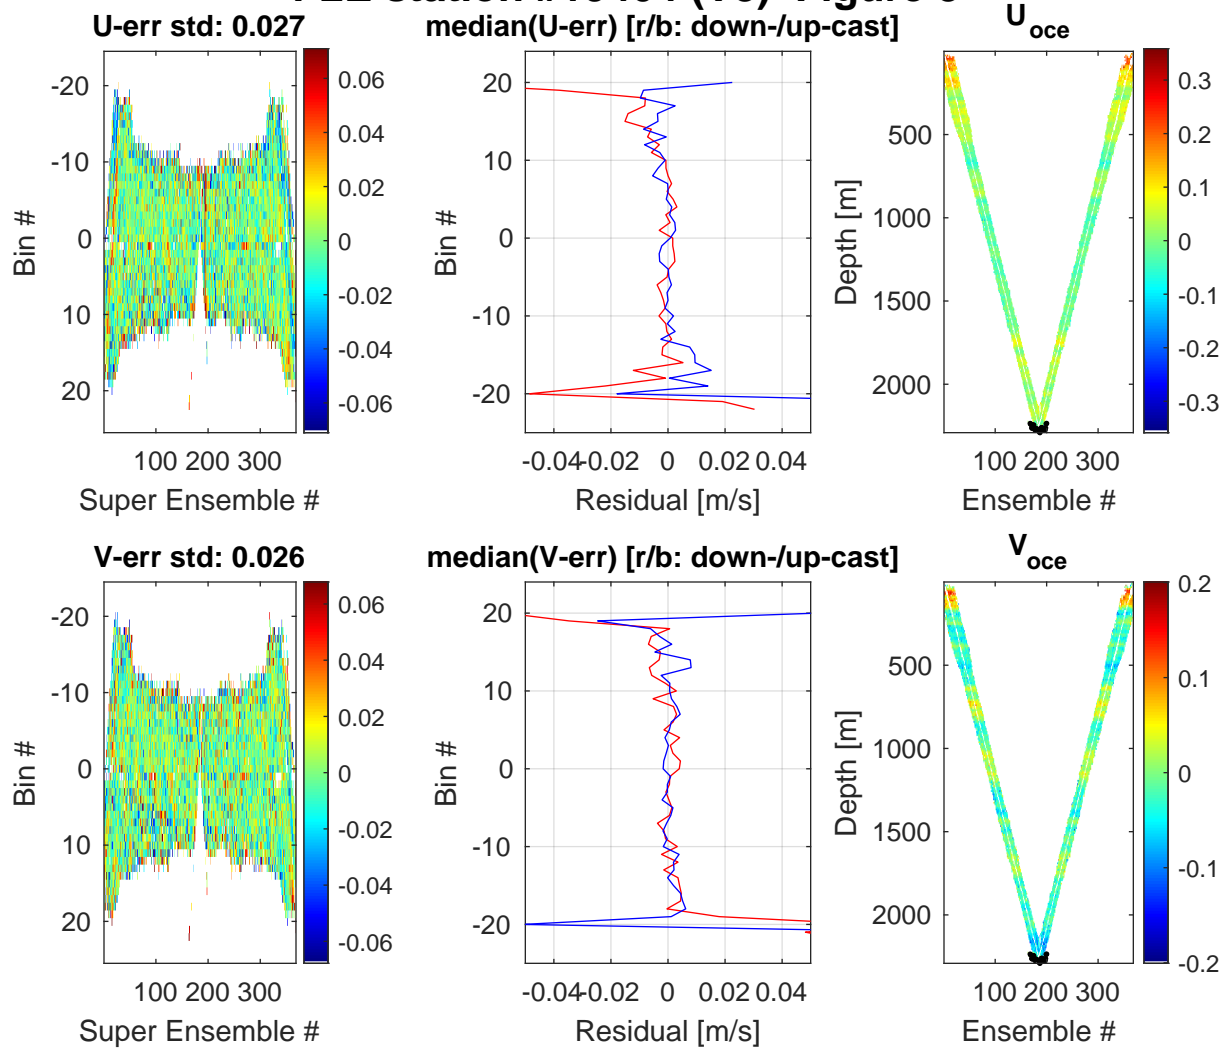 U-err std: 0.027
median(U-err) [r/b: down-/up-cast]
U oce
-20
-10
0
10
20
Bin #
100 200 300
Super Ensemble #
0.06
0.04
0.02
0
-0.02
-0.04
-0.06
20
10
0
-10
-20
Bin #
-0.04 -0.02 0 0.02 0.04
Residual [m/s]
500
1000
1500
2000
Depth [m]
100 200 300
Ensemble #
0.3
0.2
0.1
0
-0.1
-0.2
-0.3
V-err std: 0.026
median(V-err) [r/b: down-/up-cast]
V oce
-20
-10
0
10
20
Bin #
100 200 300
Super Ensemble #
0.06
0.04
0.02
0
-0.02
-0.04
-0.06
20
10
0
-10
-20
Bin #
-0.04 -0.02 0 0.02 0.04
Residual [m/s]
500
1000
1500
2000
Depth [m]
100 200 300
Ensemble #
0.2
0.1
0
-0.1
-0.2